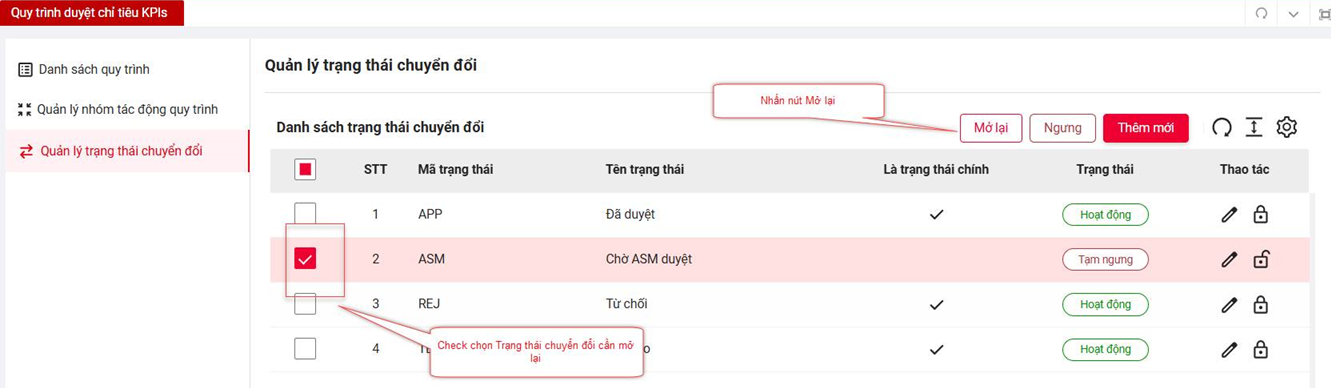 Quy trình duyệt chỉ tiêu KPIs
Danh sách quy trình
Quản lý nhóm tác động quy trình
Quản lý trạng thái chuyển đổi
Quản lý trạng thái chuyển đổi
Nhấn nút Mở lại
Danh sách trạng thái chuyển đổi
Mở lại Ngưng Thêm mới
STT Mã trạng thái Tên trạng thái Là trạng thái chính Trạng thái Thao tác
1 APP Đã duyệt Hoạt động
2 ASM Chờ ASM duyệt Tạm ngưng
3 REJ Từ chối Hoạt động
4 Hoạt động
Check chọn Trạng thái chuyển đổi cần mở
lại